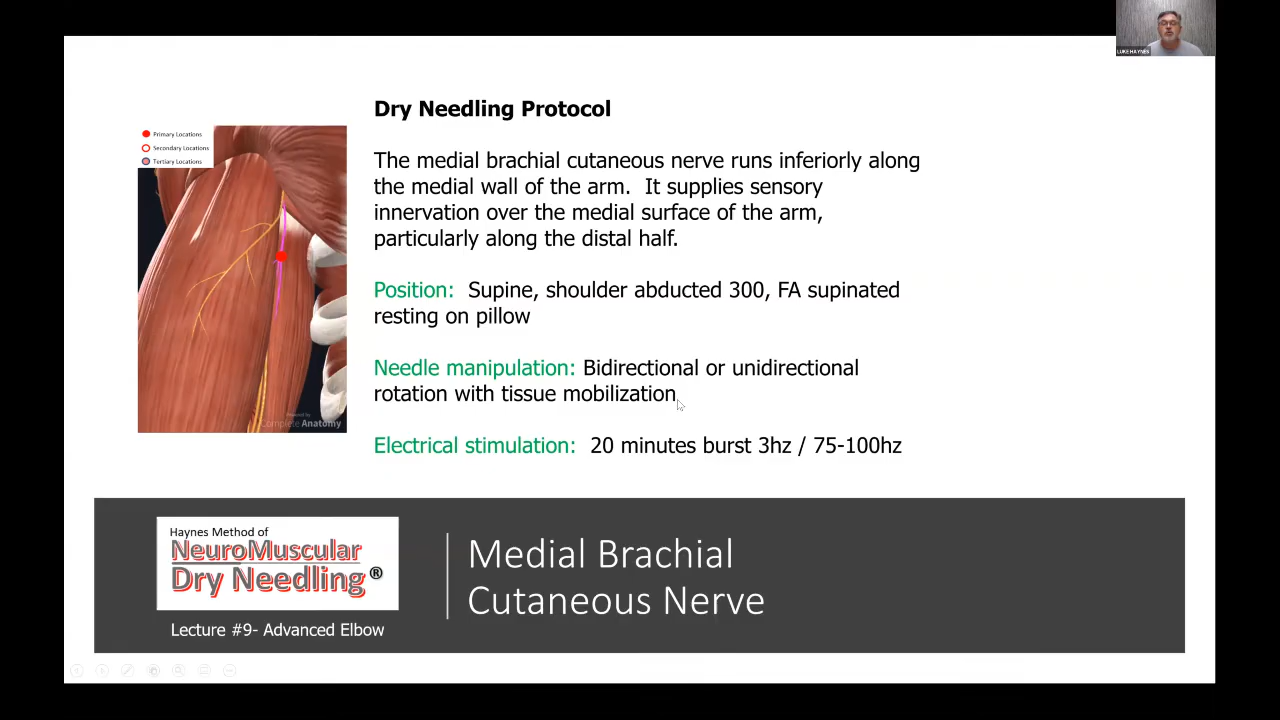 LUKE HAYNES
Dry Needling Protocol
Primary Locations
Secondary Locations
Tertiary Locations
The medial brachial cutaneous nerve runs inferiorly along
the medial wall of the arm. It supplies sensory
innervation over the medial surface of the arm,
particularly along the distal half.
Position: Supine, shoulder abducted 300, FA supinated
resting on pillow
Needle manipulation: Bidirectional or unidirectional
rotation with tissue mobilization
Powered by
Complete Anatomy
Electrical stimulation: 20 minutes burst 3hz / 75-100hz
Haynes Method of
NeuroMuscular
Dry Needling®
Lecture #9- Advanced Elbow
Medial Brachial
Cutaneous Nerve